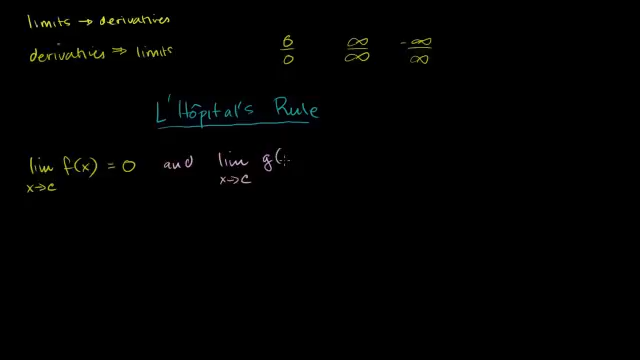 limits → derivatives
derivatives ⇒ limits
0/0 ∞/∞ -∞/∞
L'Hôpital's Rule
lim x→c f(x) = 0 and lim x→c g(